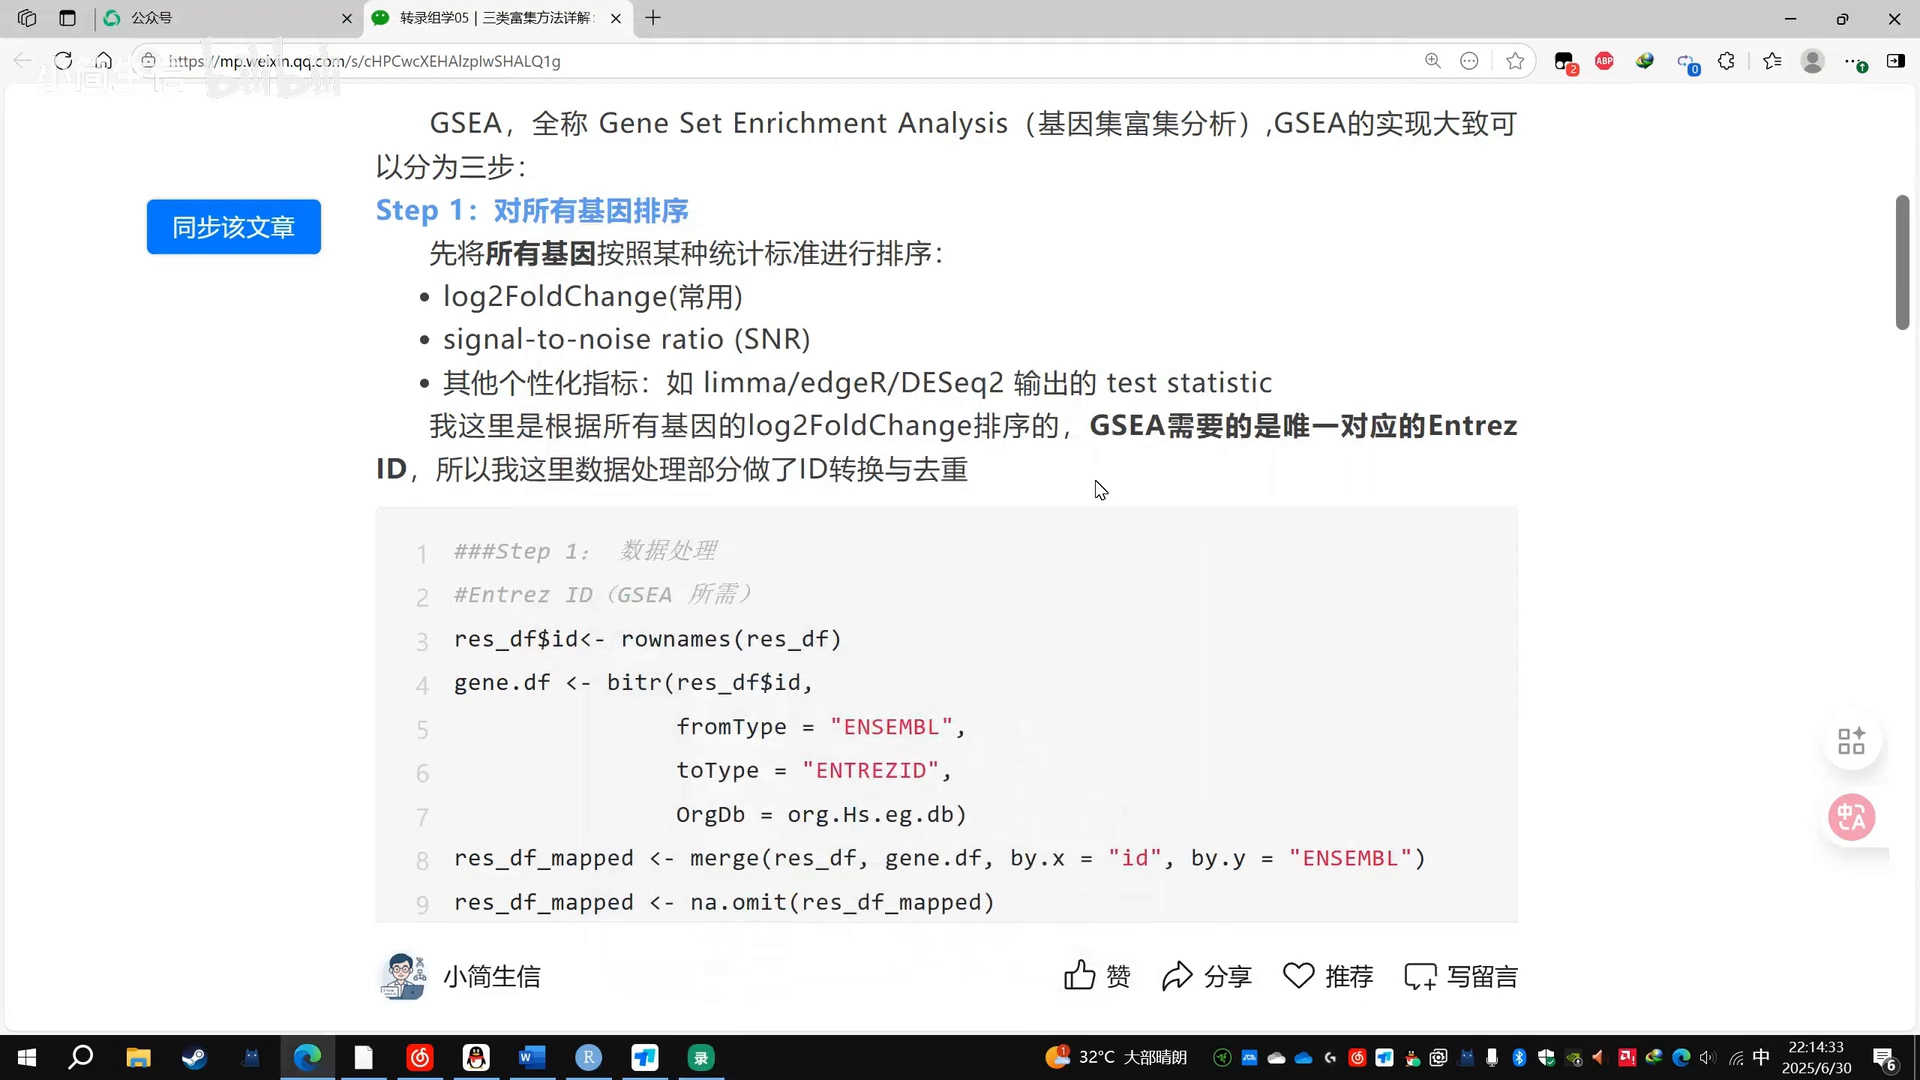 公众号
转录组学05 | 三类富集方法详解:
小简生信 bilibili
https://mp.weixin.qq.com/s/cHPCwcXEHAlzplwSHALQ1g
ABP
2
0
GSEA，全称 Gene Set Enrichment Analysis（基因集富集分析）,GSEA的实现大致可
以分为三步：
同步该文章
Step 1：对所有基因排序
先将所有基因按照某种统计标准进行排序：
• log2FoldChange(常用)
• signal-to-noise ratio (SNR)
• 其他个性化指标：如 limma/edgeR/DESeq2 输出的 test statistic
我这里是根据所有基因的log2FoldChange排序的，GSEA需要的是唯一对应的Entrez
ID，所以我这里数据处理部分做了ID转换与去重
1 ###Step 1： 数据处理
2 #Entrez ID（GSEA 所需）
3 res_df$id<- rownames(res_df)
4 gene.df <- bitr(res_df$id,
5 fromType = "ENSEMBL",
6 toType = "ENTREZID",
7 OrgDb = org.Hs.eg.db)
8 res_df_mapped <- merge(res_df, gene.df, by.x = "id", by.y = "ENSEMBL")
9 res_df_mapped <- na.omit(res_df_mapped)
中A
小简生信
赞 分享 推荐 写留言
W
R
录
1
32°C 大部晴朗
中
22:14:33
2025/6/30
6